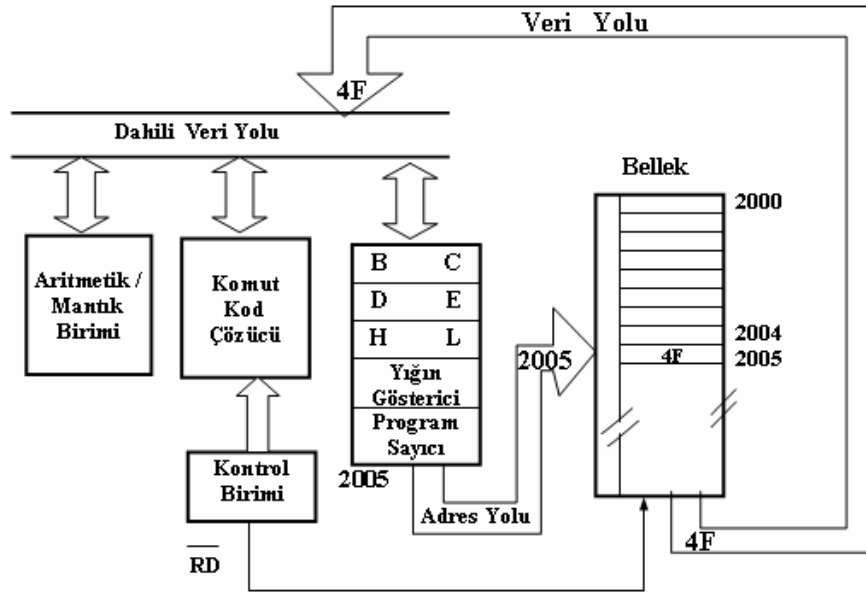 Veri Yolu
4F
Dahili Veri Yolu
Bellek
2000
Aritmetik /
Mantık
Birimi
Komut
Kod
Çözücü
B C
D E
H L
Yığın
Gösterici
Program
Sayıcı
2005
2005
2004
4F 2005
Kontrol
Birimi
Adres Yolu
4F
RD